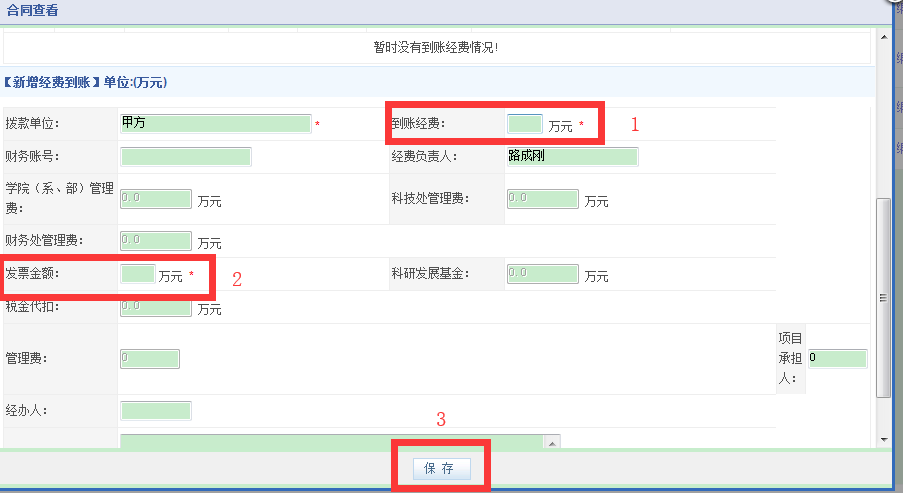 合同查看
暂时没有到账经费情况!
【新增经费到账】单位:(万元)
拨款单位: 甲方 * 到账经费: 万元 * 1
财务账号: 经费负责人: 路成刚
学院（系、部）管理
费: 0.0 万元 科技处管理费: 0.0 万元
财务处管理费: 0.0 万元
发票金额: 万元 * 2 科研发展基金: 0.0 万元
税金代扣: 0.0 万元
管理费: 0 项目
承担 0
人:
经办人:
3
保 存